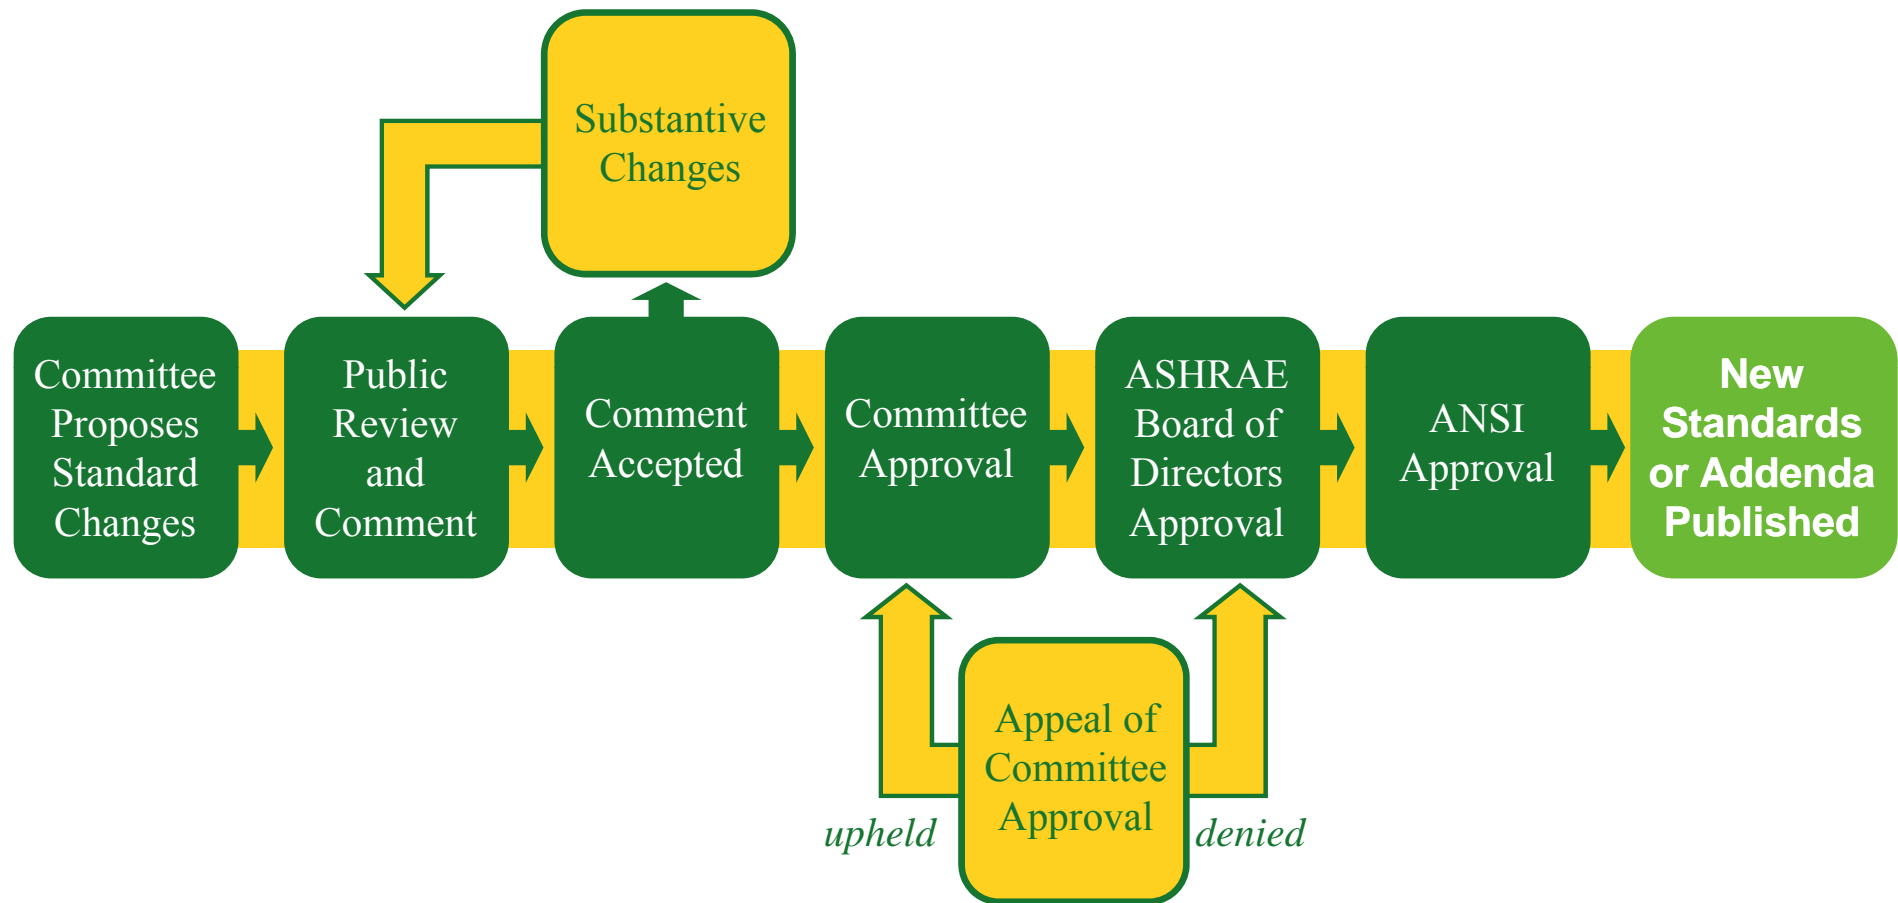 Substantive
Changes
Committee
Proposes
Standard
Changes
Public
Review
and
Comment
Comment
Accepted
Committee
Approval
ASHRAE
Board of
Directors
Approval
ANSI
Approval
New
Standards
or Addenda
Published
Appeal of
Committee
Approval
upheld
denied